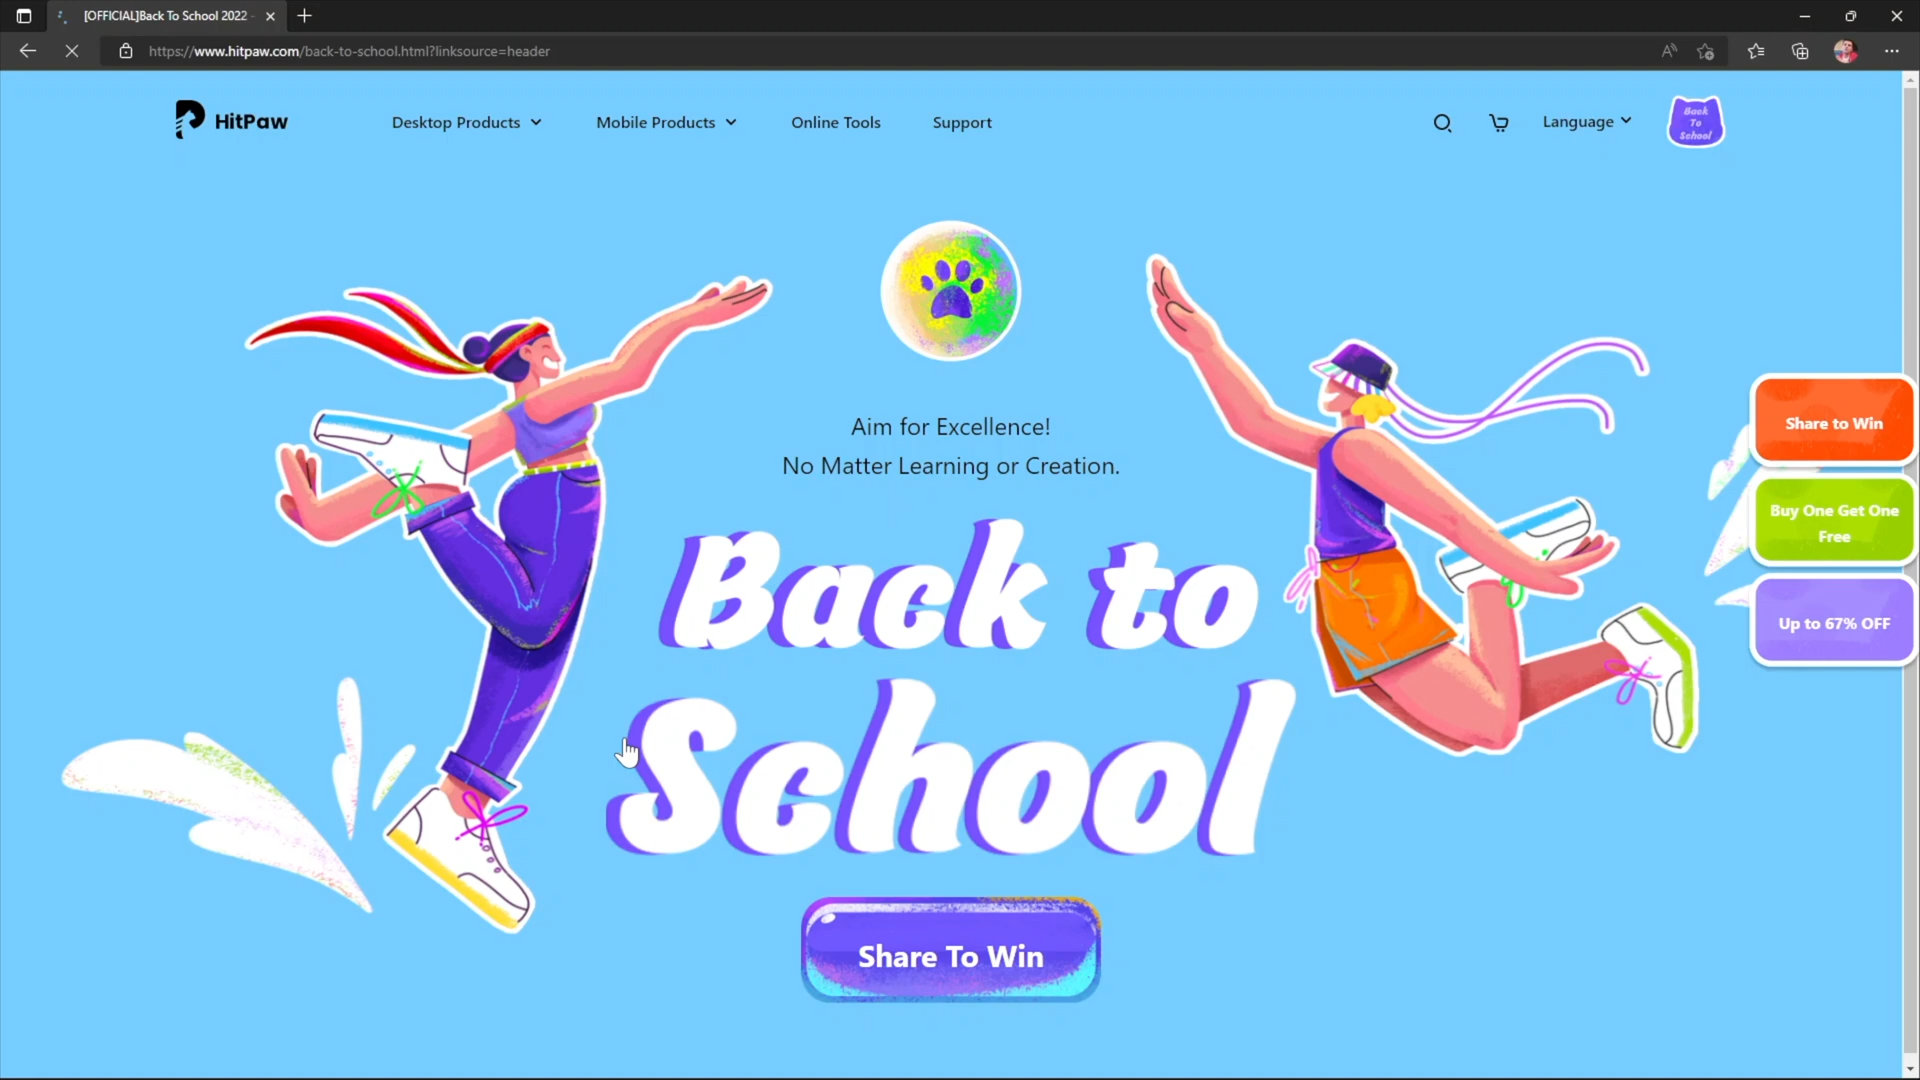 [OFFICIAL]Back To School 2022 -
https://www.hitpaw.com/back-to-school.html?linksource=header
HitPaw
Desktop Products
Mobile Products
Online Tools
Support
Language
Back
To
School
Aim for Excellence!
No Matter Learning or Creation.
Back to
School
Share To Win
Share to Win
Buy One Get One
Free
Up to 67% OFF